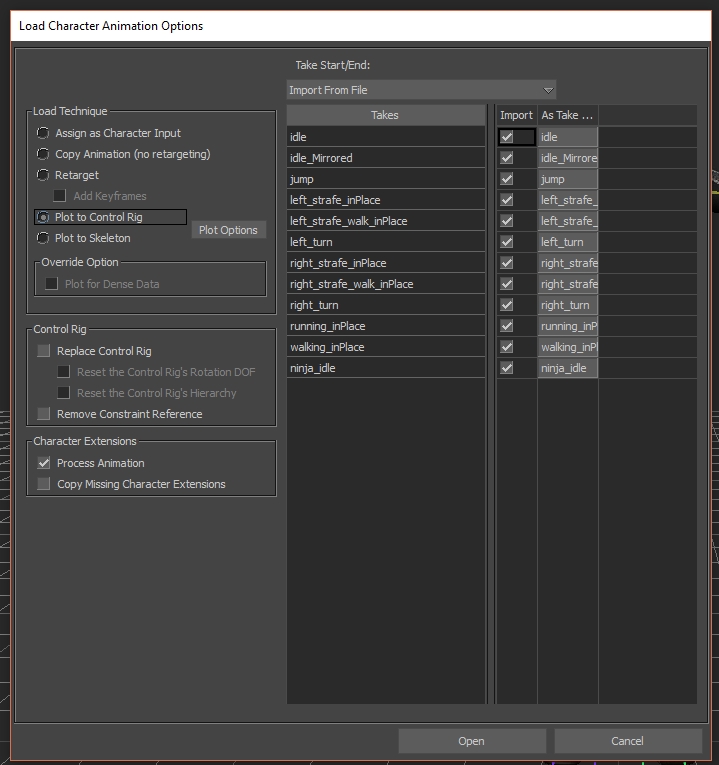 Load Character Animation Options
Take Start/End:
Import From File
Load Technique
Assign as Character Input
Copy Animation (no retargeting)
Retarget
Add Keyframes
Plot to Control Rig
Plot Options
Plot to Skeleton
Override Option
Plot for Dense Data
Control Rig
Replace Control Rig
Reset the Control Rig's Rotation DOF
Reset the Control Rig's Hierarchy
Remove Constraint Reference
Character Extensions
Process Animation
Copy Missing Character Extensions
Takes
idle
idle_Mirrored
jump
left_strafe_inPlace
left_strafe_walk_inPlace
left_turn
right_strafe_inPlace
right_strafe_walk_inPlace
right_turn
running_inPlace
walking_inPlace
ninja_idle
Import As Take ...
idle
idle_Mirrore
jump
left_strafe_
left_strafe_
left_turn
right_strafe
right_strafe
right_turn
running_inP
walking_inPl
ninja_idle
Open
Cancel